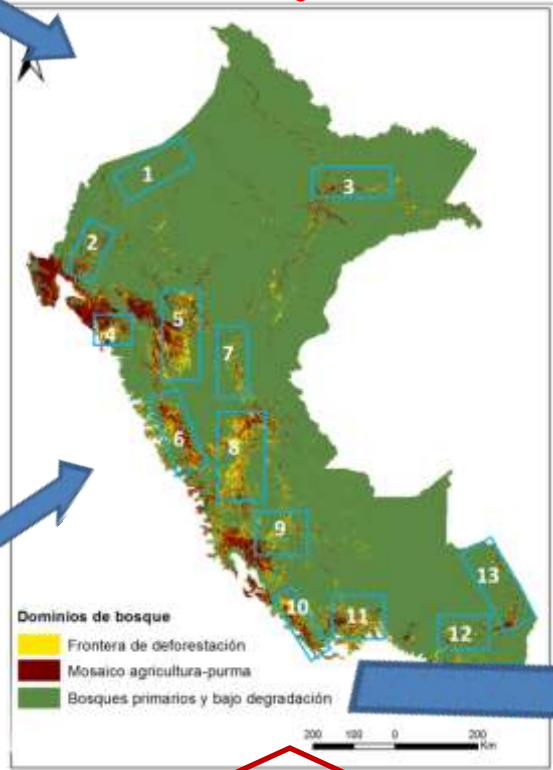 1
2
3
4
5
6
7
8
9
10
11
12
13
Dominios de bosque
Frontera de deforestación
Mosaico agricultura-purma
Bosques primarios y bajo degradación
200 100 0 200
Km